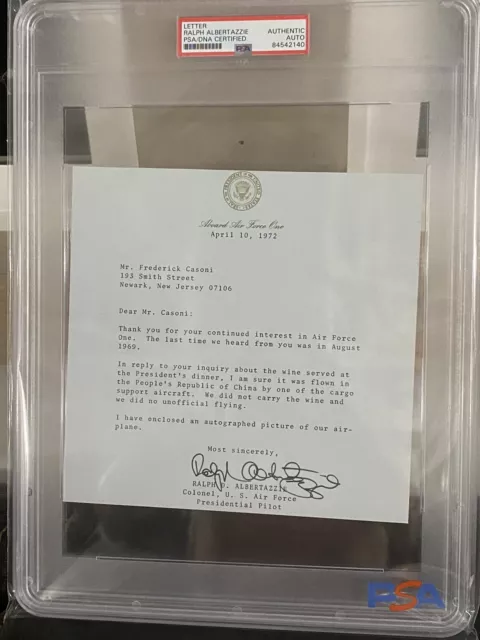 LETTER
RALPH ALBERTAZZIE
PSA/DNA CERTIFIED
AUTHENTIC
AUTO
84542140
PSA
Aboard Air Force One
April 10, 1972
Mr. Frederick Casoni
193 Smith Street
Newark, New Jersey 07106
Dear Mr. Casoni:
Thank you for your continued interest in Air Force
One. The last time we heard from you was in August
1969.
In reply to your inquiry about the wine served at
the President's dinner, I am sure it was flown in
the People's Republic of China by one of the cargo
support aircraft. We did not carry the wine and
we did no unofficial flying.
I have enclosed an autographed picture of our air-
plane.
Most sincerely,
Ralph Albertazzie
RALPH D. ALBERTAZZIE
Colonel, U. S. Air Force
Presidential Pilot
PSA